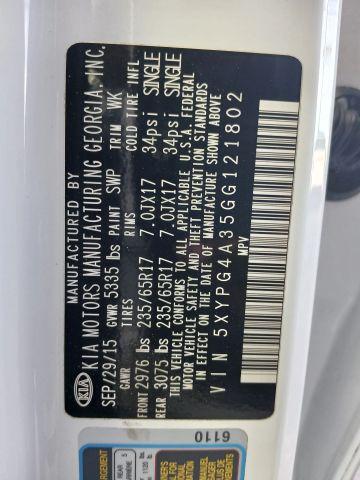 MANUFACTURED BY
KIA KIA MOTORS MANUFACTURING GEORGIA, INC.
SEP/29/15 GVWR 5335 lbs PAINT SWP TRIM WK
GAWR TIRES RIMS COLD TIRE INFL
FRONT 2976 lbs 235/65R17 7.0JX17 34psi SINGLE
REAR 3075 lbs 235/65R17 7.0JX17 34psi SINGLE
THIS VEHICLE CONFORMS TO ALL APPLICABLE U.S.A. FEDERAL
MOTOR VEHICLE SAFETY AND THEFT PREVENTION STANDARDS
IN EFFECT ON THE DATE OF MANUFACTURE SHOWN ABOVE
VIN 5XYPG4A35GG121802
MPV
6110
REAR 5